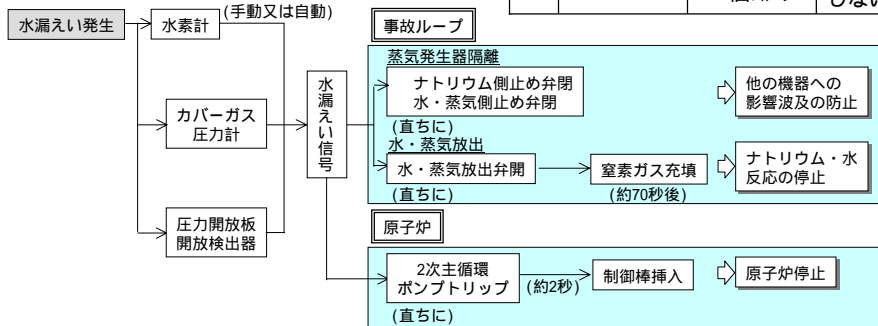 しない
水漏えい発生
水素計
(手動又は自動)
カバーガス
圧力計
圧力開放板
開放検出器
水漏えい信号
事故ループ
蒸気発生器隔離
ナトリウム側止め弁閉
水・蒸気側止め弁閉
(直ちに)
他の機器への
影響波及の防止
水・蒸気放出
水・蒸気放出弁開
(直ちに)
窒素ガス充填
(約70秒後)
ナトリウム・水
反応の停止
原子炉
2次主循環
ポンプトリップ
(直ちに)
(約2秒)
制御棒挿入
原子炉停止